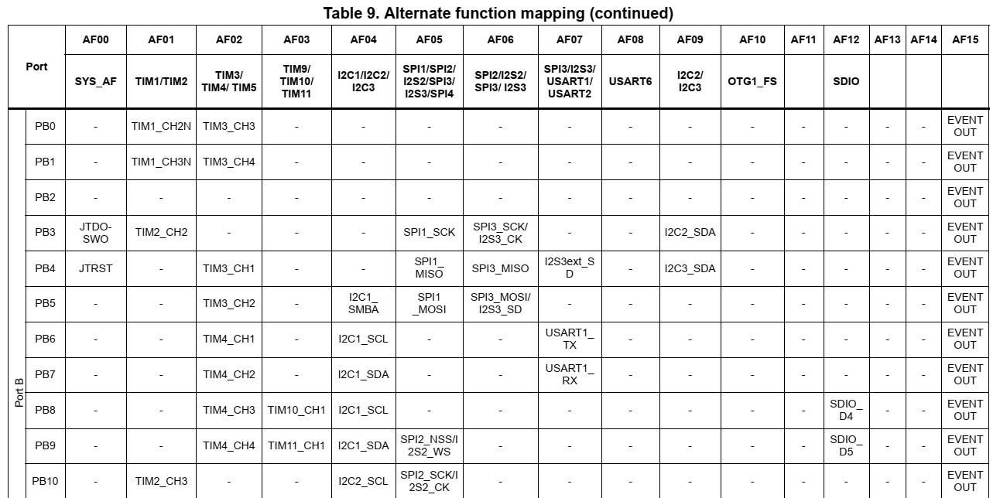 Table 9. Alternate function mapping (continued)
Port AF00 AF01 AF02 AF03 AF04 AF05 AF06 AF07 AF08 AF09 AF10 AF11 AF12 AF13 AF14 AF15
SYS_AF TIM1/TIM2 TIM3/ TIM4/ TIM5 TIM9/ TIM10/ TIM11 I2C1/I2C2/ I2C3 SPI1/SPI2/ I2S2/SPI3/ I2S3/SPI4 SPI2/I2S2/ SPI3/ I2S3 SPI3/I2S3/ USART1/ USART2 USART6 I2C2/ I2C3 OTG1_FS SDIO
Port B
PB0 - TIM1_CH2N TIM3_CH3 - - - - - - - - - - - - EVENT OUT
PB1 - TIM1_CH3N TIM3_CH4 - - - - - - - - - - - - EVENT OUT
PB2 - - - - - - - - - - - - - - - EVENT OUT
PB3 JTDO- SWO TIM2_CH2 - - - SPI1_SCK SPI3_SCK/ I2S3_CK - - I2C2_SDA - - - - - EVENT OUT
PB4 JTRST - TIM3_CH1 - - SPI1_ MISO SPI3_MISO I2S3ext_S D - I2C3_SDA - - - - - EVENT OUT
PB5 - - TIM3_CH2 - I2C1_ SMBA SPI1 _MOSI SPI3_MOSI/ I2S3_SD - - - - - - - - EVENT OUT
PB6 - - TIM4_CH1 - I2C1_SCL - - USART1_ TX - - - - - - - EVENT OUT
PB7 - - TIM4_CH2 - I2C1_SDA - - USART1_ RX - - - - - - - EVENT OUT
PB8 - - TIM4_CH3 TIM10_CH1 I2C1_SCL - - - - - - - SDIO_ D4 - - EVENT OUT
PB9 - - TIM4_CH4 TIM11_CH1 I2C1_SDA SPI2_NSS/I 2S2_WS - - - - - - SDIO_ D5 - - EVENT OUT
PB10 - TIM2_CH3 - - I2C2_SCL SPI2_SCK/I 2S2_CK - - - - - - - - - EVENT OUT